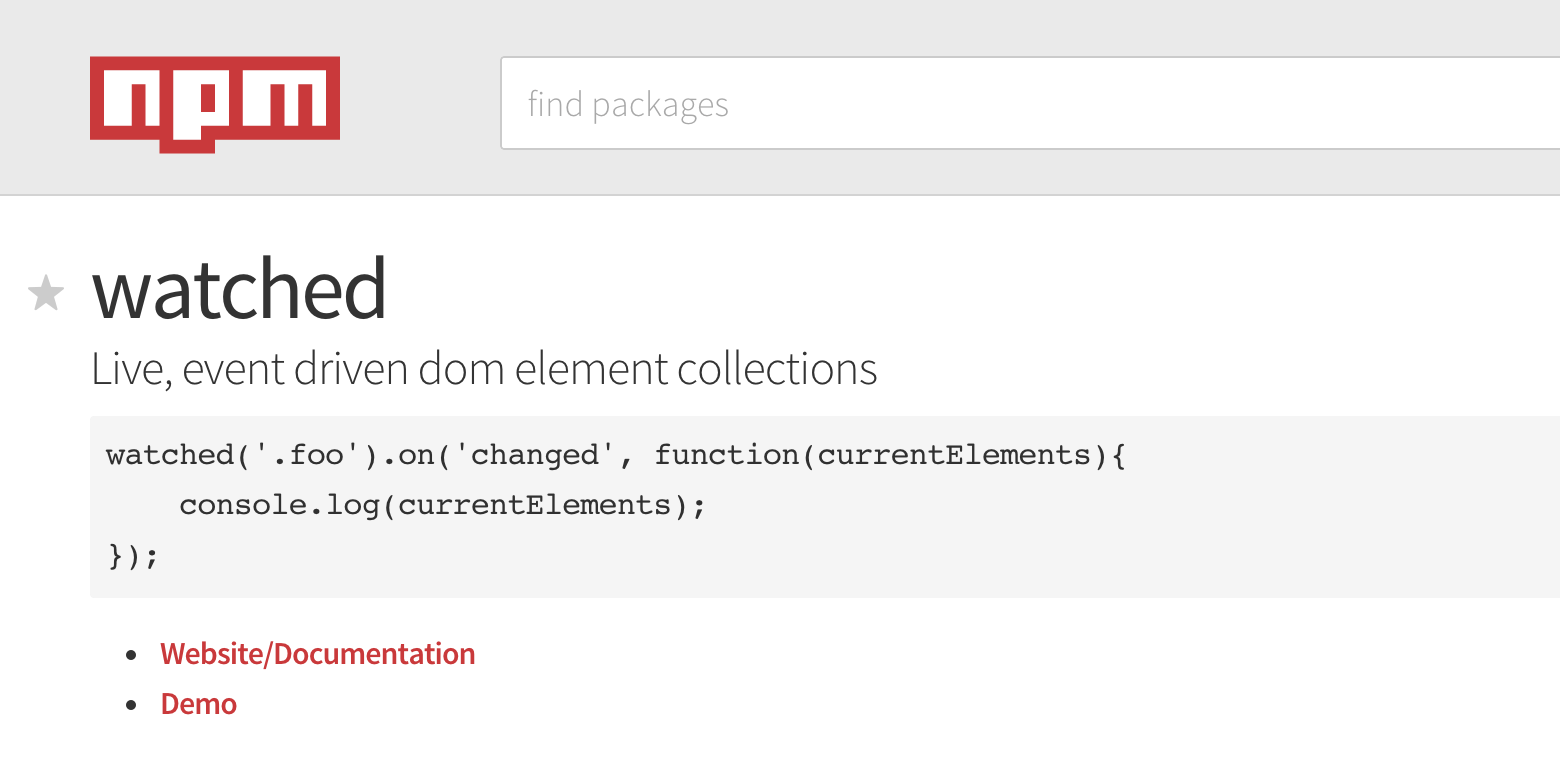 npm
find packages
watched
Live, event driven dom element collections
watched('.foo').on('changed', function(currentElements){
    console.log(currentElements);
});
Website/Documentation
Demo